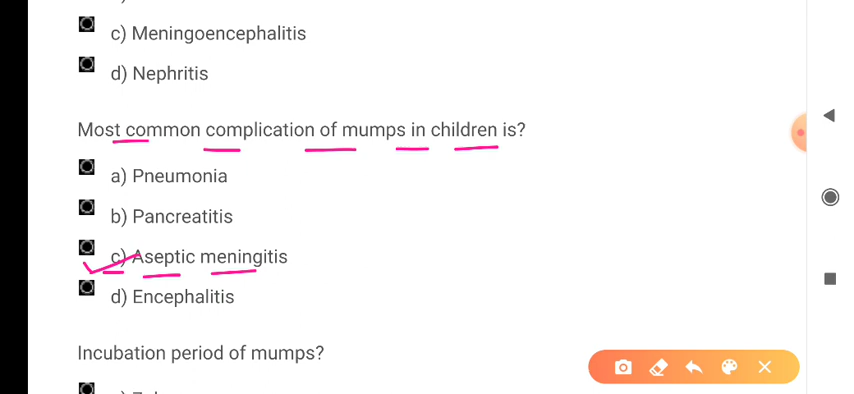 c) Meningoencephalitis
d) Nephritis
Most common complication of mumps in children is?
a) Pneumonia
b) Pancreatitis
c) Aseptic meningitis
d) Encephalitis
Incubation period of mumps?